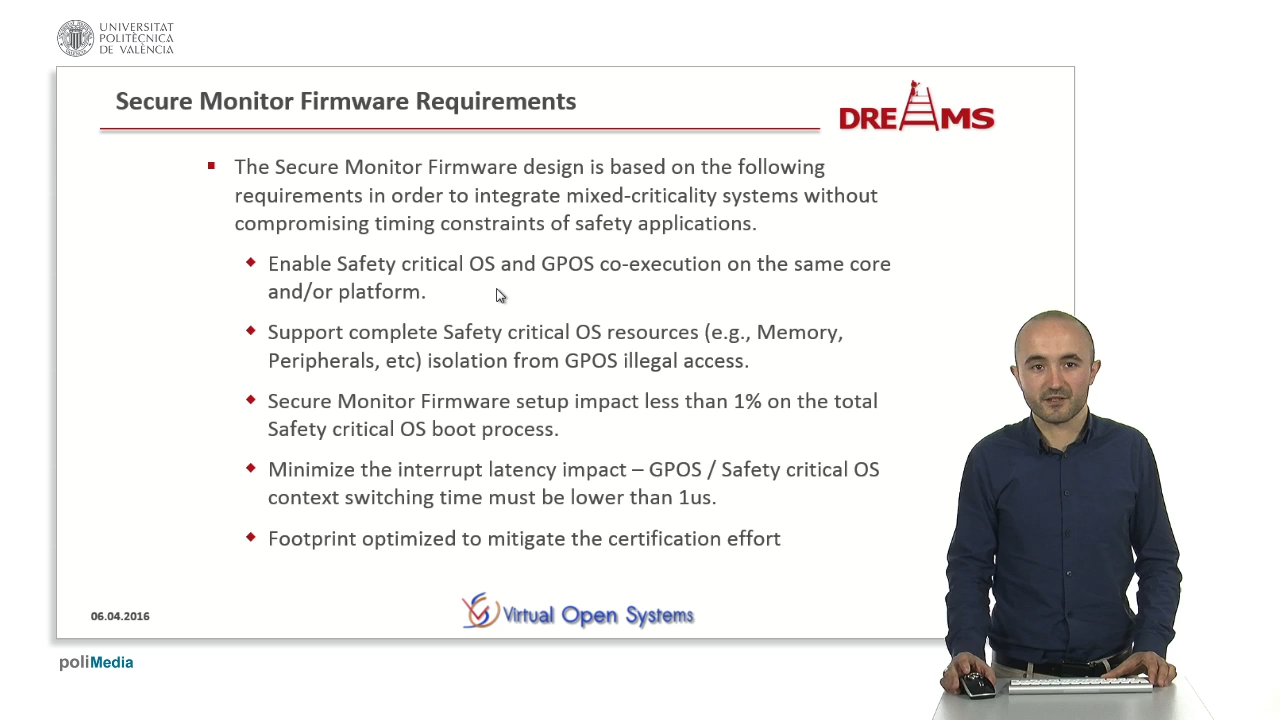 UNIVERSITAT
POLITÈCNICA
DE VALÈNCIA
Secure Monitor Firmware Requirements
DREAMS
The Secure Monitor Firmware design is based on the following
requirements in order to integrate mixed-criticality systems without
compromising timing constraints of safety applications.
Enable Safety critical OS and GPOS co-execution on the same core
and/or platform.
Support complete Safety critical OS resources (e.g., Memory,
Peripherals, etc) isolation from GPOS illegal access.
Secure Monitor Firmware setup impact less than 1% on the total
Safety critical OS boot process.
Minimize the interrupt latency impact – GPOS / Safety critical OS
context switching time must be lower than 1us.
Footprint optimized to mitigate the certification effort
06.04.2016
Virtual Open Systems
poliMedia